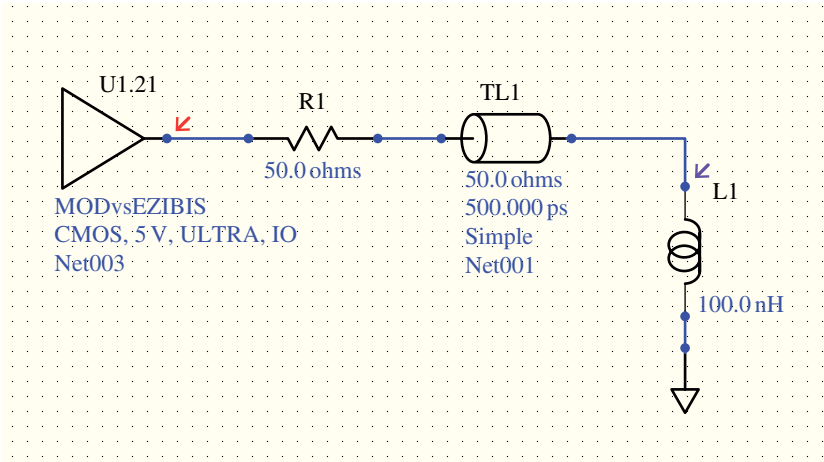 U1.21
R1
TL1
50.0 ohms
50.0 ohms
500.000 ps
Simple
Net001
MODvsEZIBIS
CMOS, 5 V, ULTRA, IO
Net003
L1
100.0 nH